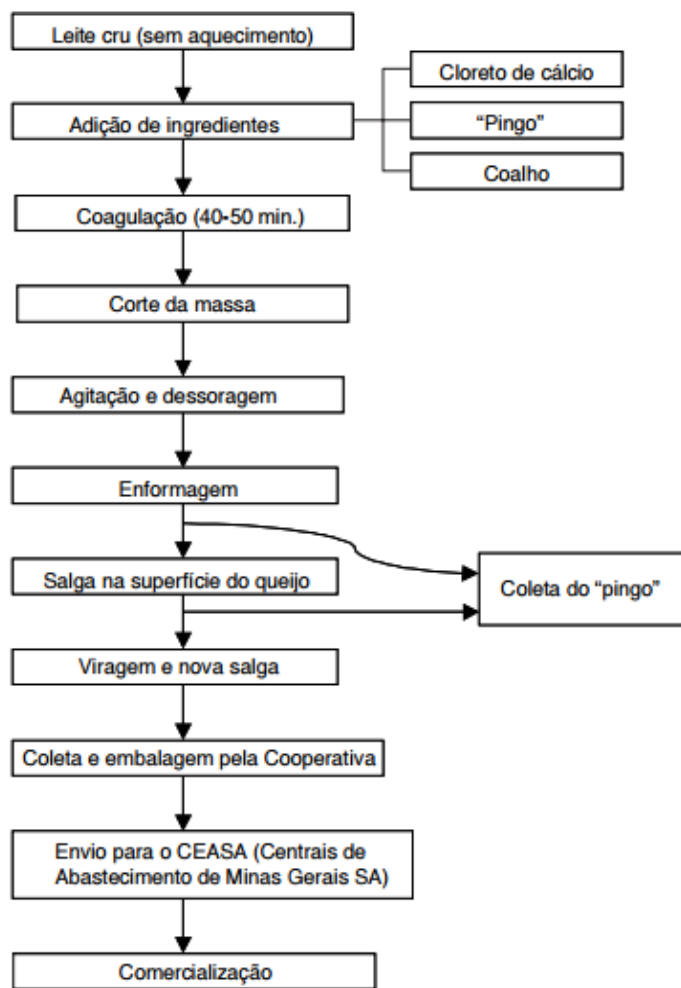 Leite cru (sem aquecimento)
Cloreto de cálcio
Adição de ingredientes
“Pingo”
Coalho
Coagulação (40-50 min.)
Corte da massa
Agitação e dessoragem
Enformagem
Salga na superfície do queijo
Coleta do “pingo”
Viragem e nova salga
Coleta e embalagem pela Cooperativa
Envio para o CEASA (Centrais de
Abastecimento de Minas Gerais SA)
Comercialização